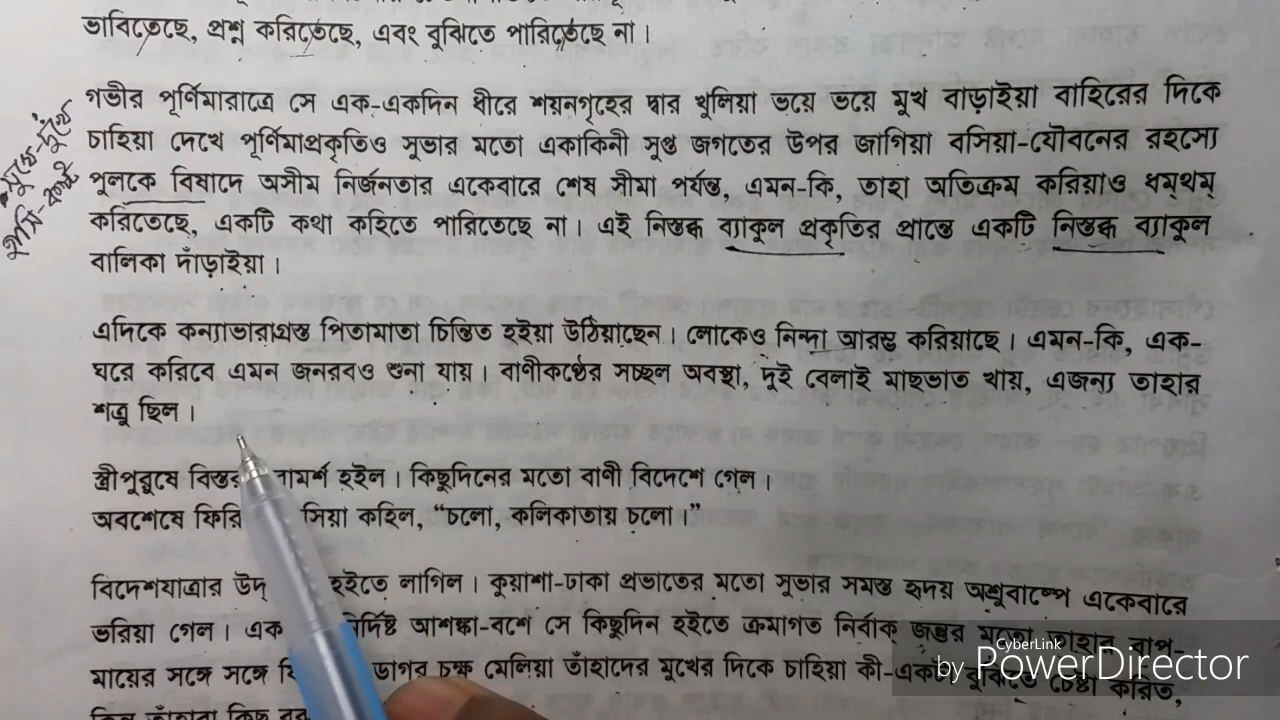 ভাবিতেছে, প্রশ্ন করিতেছে, এবং বুঝিতে পারিতেছে না।
গভীর পূর্ণিমারাত্রে সে এক-একদিন ধীরে শয়নগৃহের দ্বার খুলিয়া ভয়ে ভয়ে মুখ বাড়াইয়া বাহিরের দিকে
চাহিয়া দেখে পূর্ণিমাপ্রকৃতিও সুভার মতো একাকিনী সুপ্ত জগতের উপর জাগিয়া বসিয়া-যৌবনের রহস্যে
পুলকে বিষাদে অসীম নির্জনতার একেবারে শেষ সীমা পর্যন্ত, এমন-কি, তাহা অতিক্রম করিয়াও থম্‌থম্
করিতেছে, একটি কথা কহিতে পারিতেছে না। এই নিস্তব্ধ ব্যাকুল প্রকৃতির প্রান্তে একটি নিস্তব্ধ ব্যাকুল
বালিকা দাঁড়াইয়া।
এদিকে কন্যাভারাগ্রস্ত পিতামাতা চিন্তিত হইয়া উঠিয়াছেন। লোকেও নিন্দা আরম্ভ করিয়াছে। এমন-কি, এক-
ঘরে করিবে এমন জনরবও শুনা যায়। বাণীকণ্ঠের সচ্ছল অবস্থা, দুই বেলাই মাছভাত খায়, এজন্য তাহার
শত্রু ছিল।
স্ত্রীপুরুষে বিস্তর নামর্শ হইল। কিছুদিনের মতো বাণী বিদেশে গেল।
অবশেষে ফিরি সিয়া কহিল, “চলো, কলিকাতায় চলো।”
বিদেশযাত্রার উদ্ হইতে লাগিল। কুয়াশা-ঢাকা প্রভাতের মতো সুভার সমস্ত হৃদয় অশ্রুবাষ্পে একেবারে
ভরিয়া গেল। এক নির্দিষ্ট আশঙ্কা-বশে সে কিছুদিন হইতে ক্রমাগত নির্বাক্ জন্তুর মতো তাহার বাপ-
মায়ের সঙ্গে সঙ্গে ডাগর চক্ষু মেলিয়া তাঁহাদের মুখের দিকে চাহিয়া কী-একটা বুঝিতে চেষ্টা করিত,
CyberLink
by PowerDirector